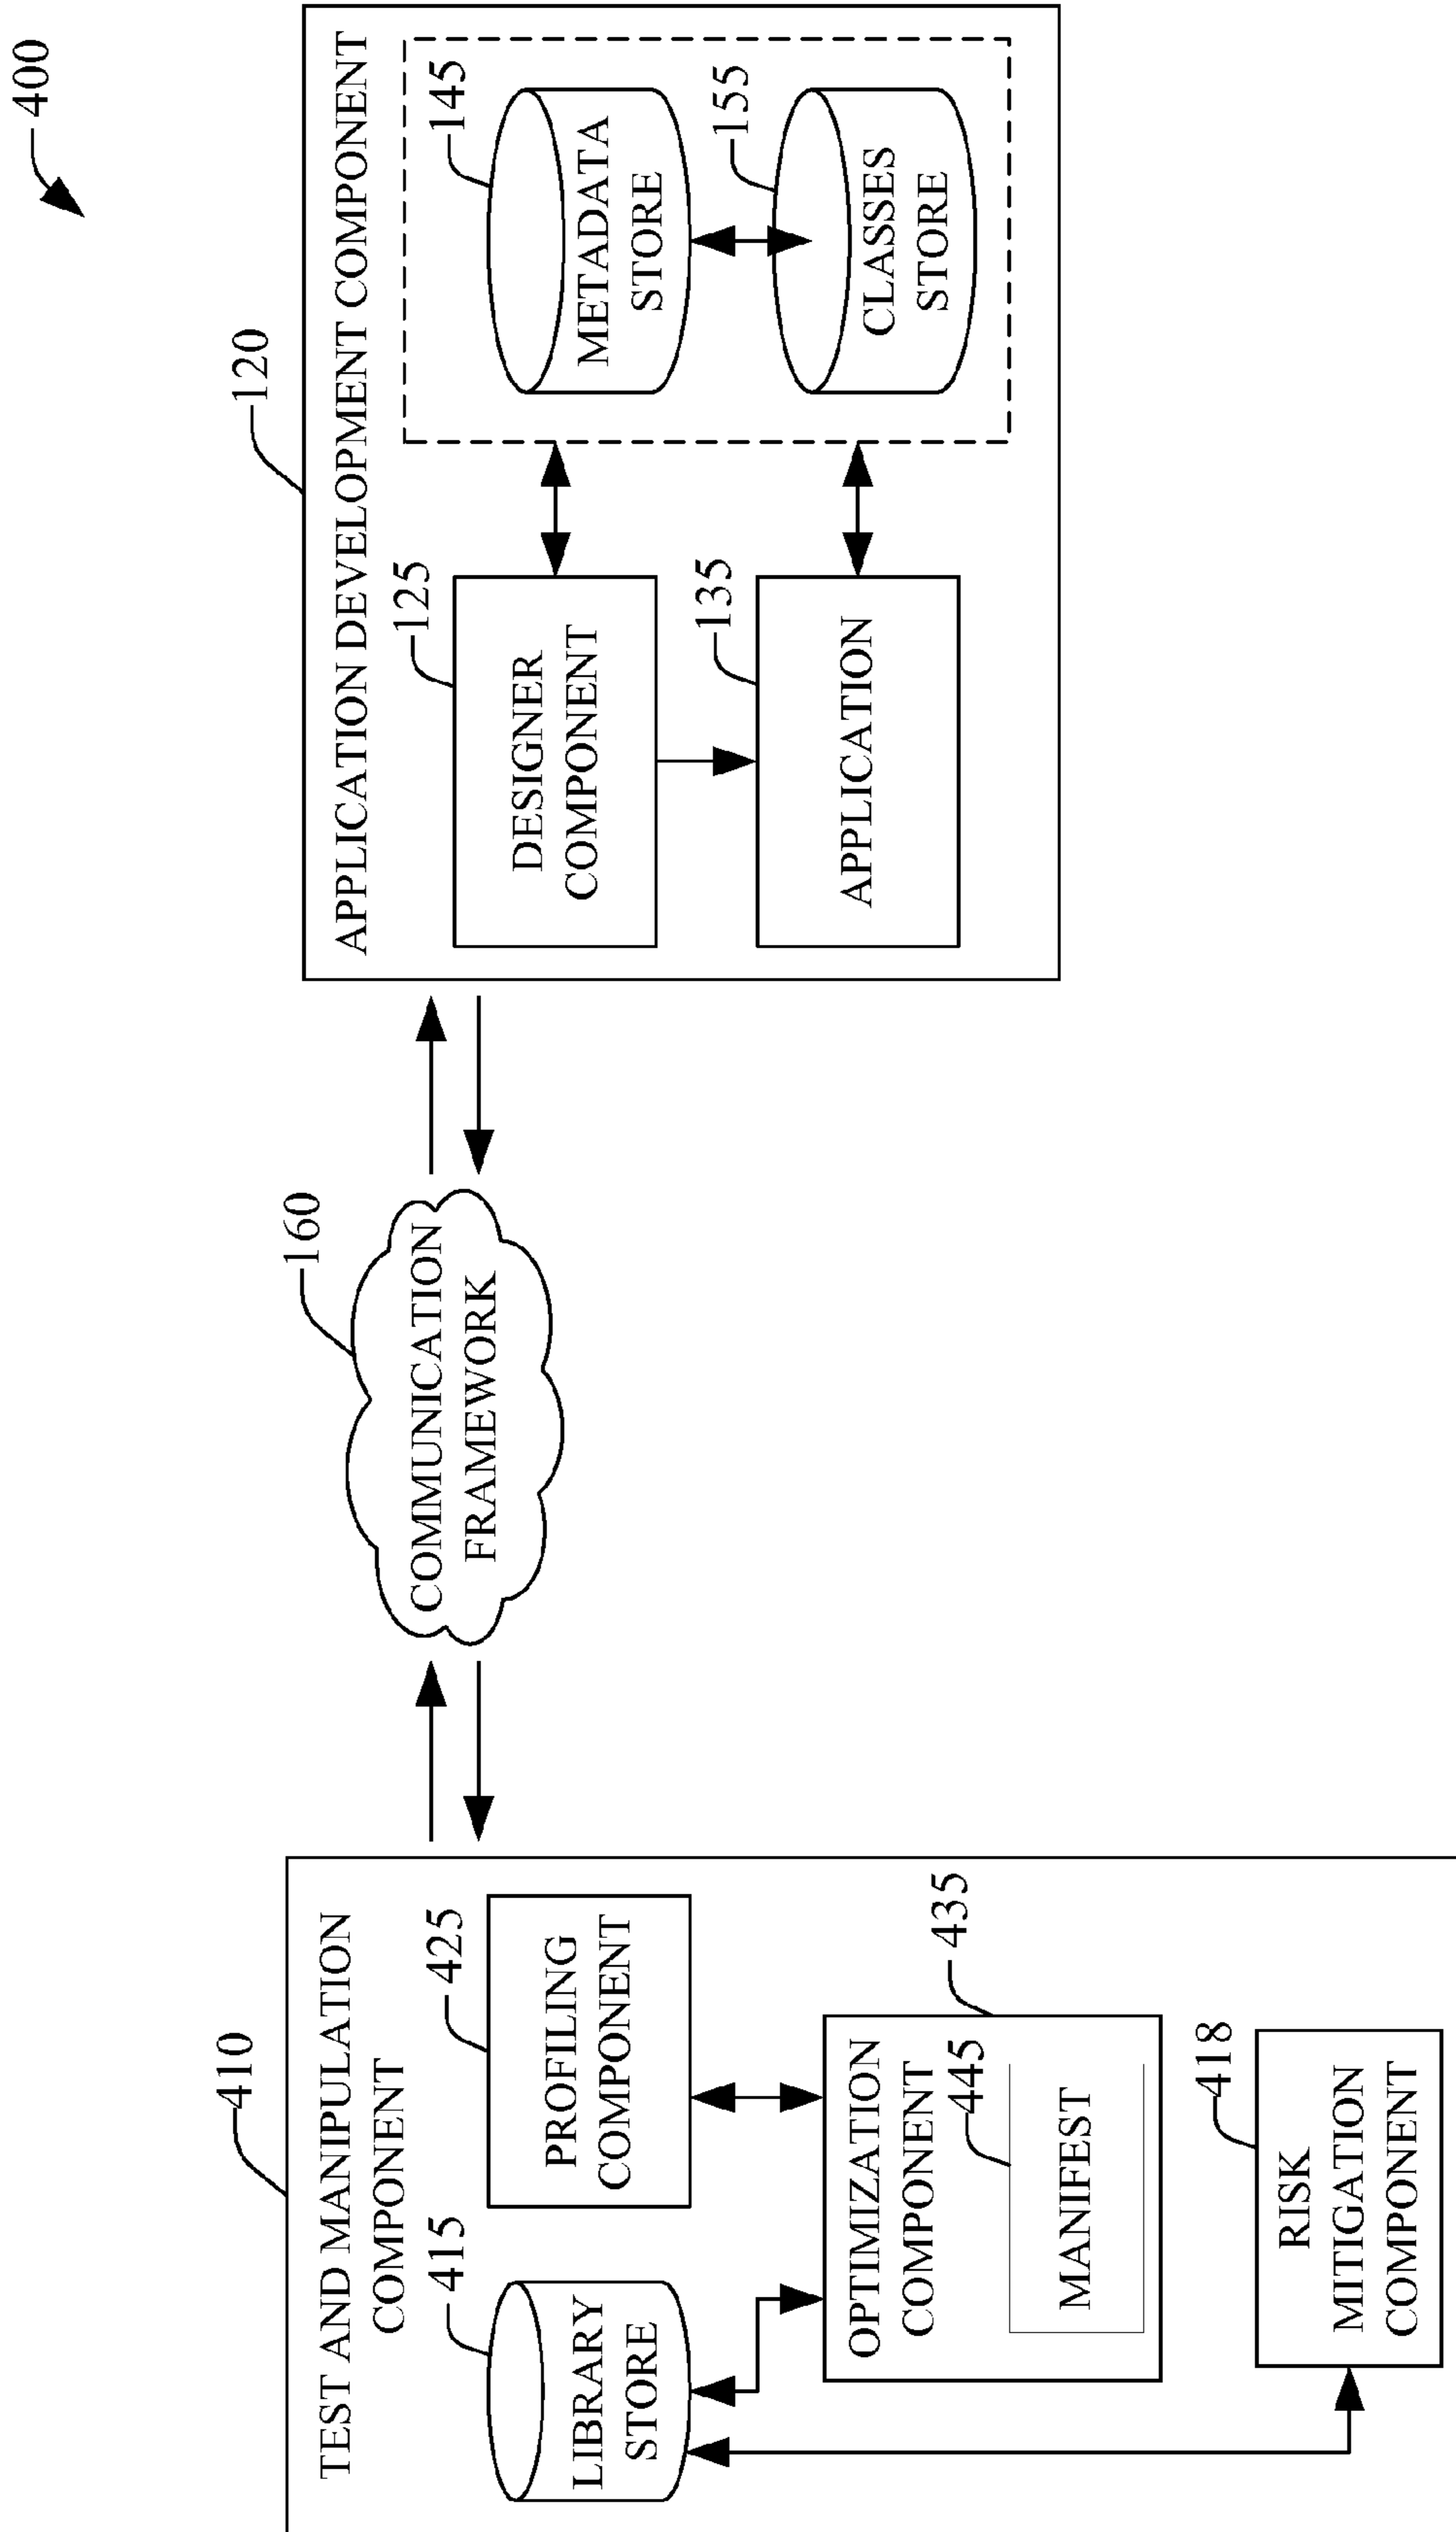 400
410
TEST AND MANIPULATION
COMPONENT
415
LIBRARY
STORE
425
PROFILING
COMPONENT
435
OPTIMIZATION
COMPONENT
445
MANIFEST
418
RISK
MITIGATION
COMPONENT
160
COMMUNICATION
FRAMEWORK
120
APPLICATION DEVELOPMENT COMPONENT
125
DESIGNER
COMPONENT
135
APPLICATION
145
METADATA
STORE
155
CLASSES
STORE